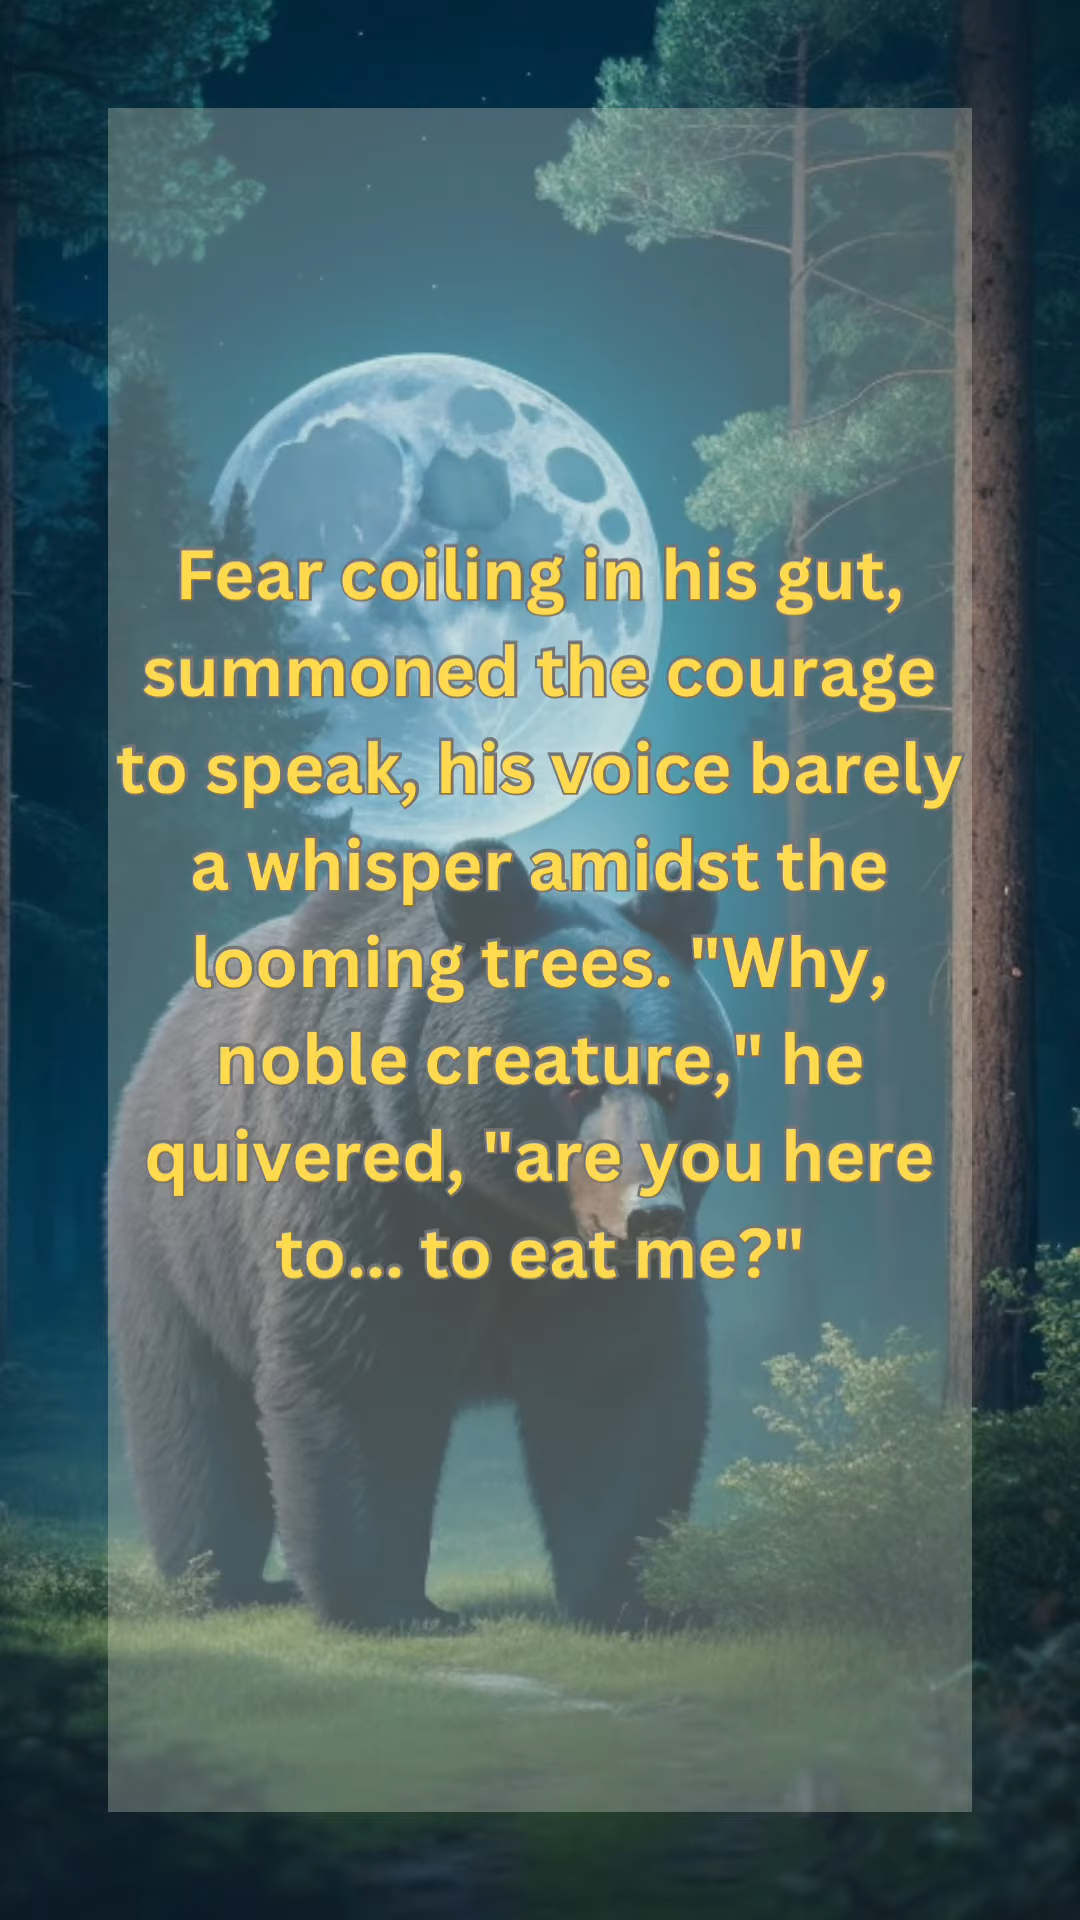 Fear coiling in his gut,
summoned the courage
to speak, his voice barely
a whisper amidst the
looming trees. "Why,
noble creature," he
quivered, "are you here
to... to eat me?"